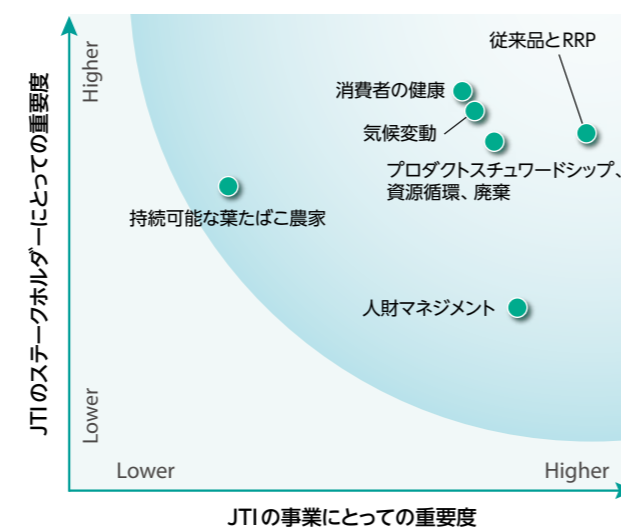 JTIのステークホルダーにとっての重要度
Higher
Lower
従来品とRRP
消費者の健康
気候変動
プロダクトスチュワードシップ、
資源循環、廃棄
持続可能な葉たばこ農家
人財マネジメント
Lower
Higher
JTIの事業にとっての重要度